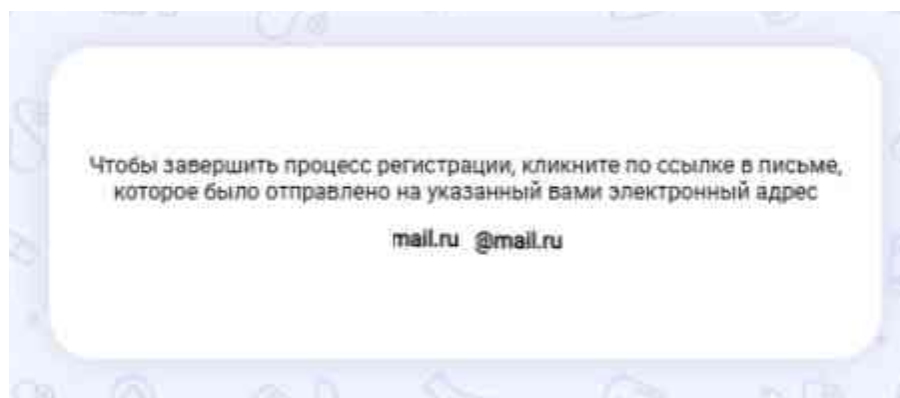 Чтобы завершить процесс регистрации, кликните по ссылке в письме,
которое было отправлено на указанный вами электронный адрес
mail.ru @mail.ru